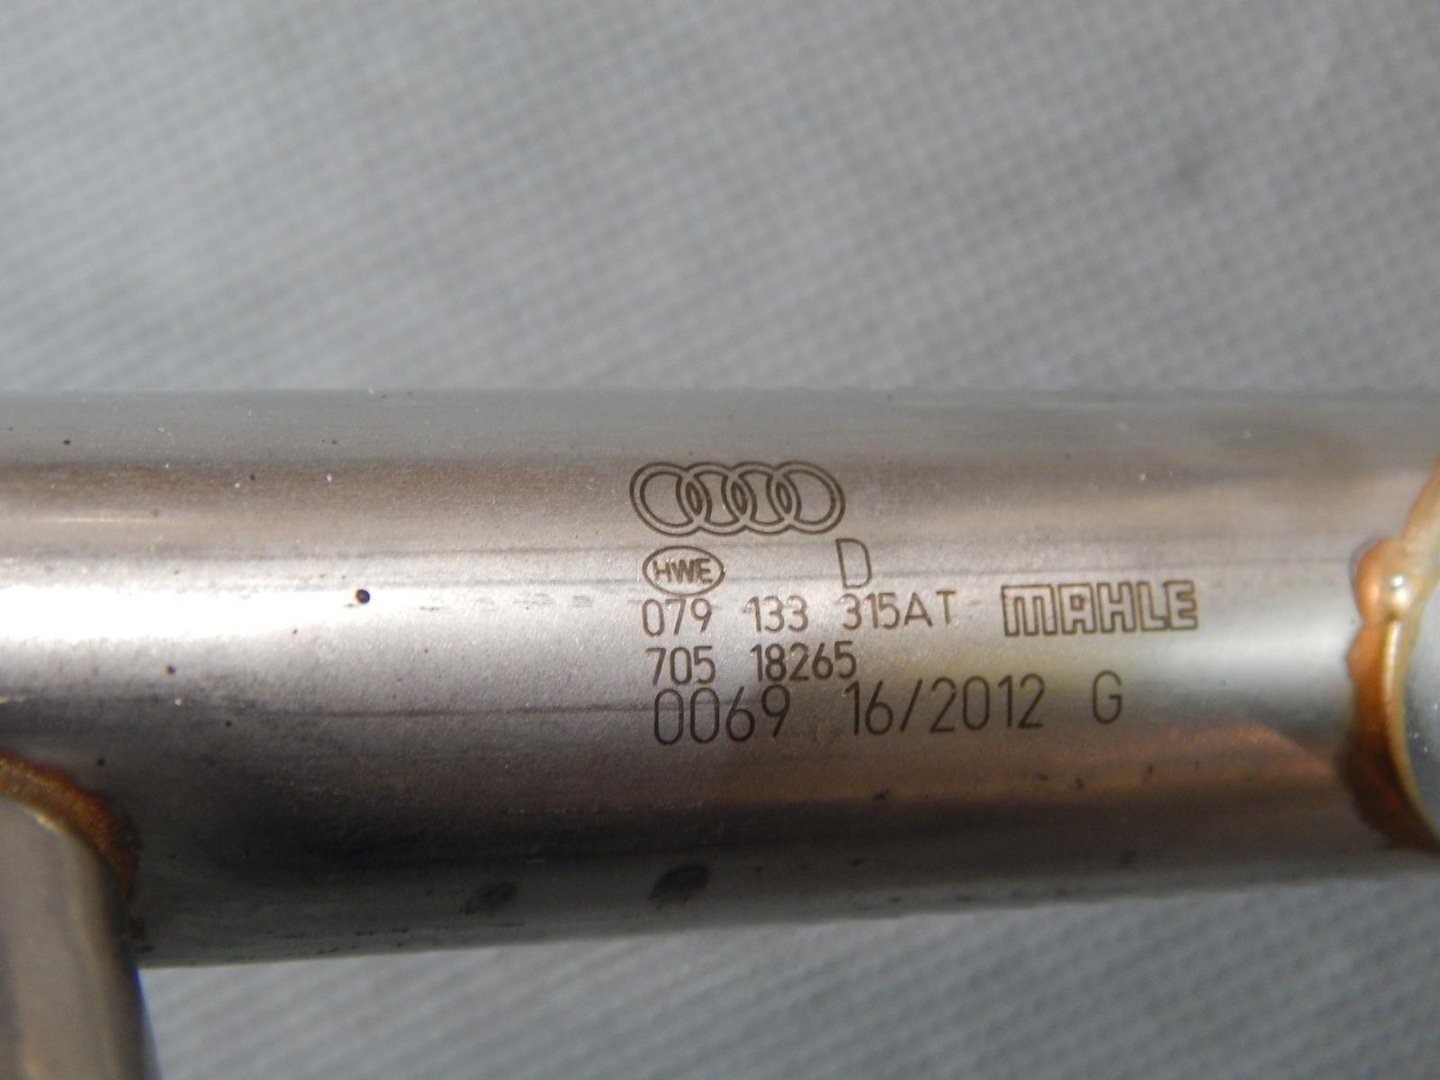 HWE D
079 133 315AT MAHLE
705 18265
0069 16/2012 G